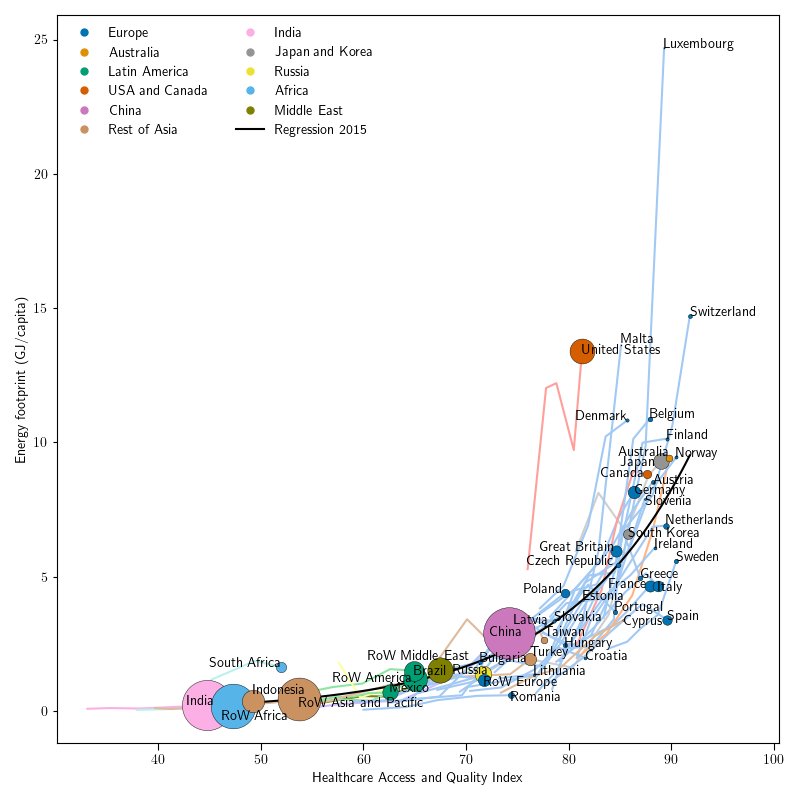 Europe
Australia
Latin America
USA and Canada
China
Rest of Asia
India
Japan and Korea
Russia
Africa
Middle East
Regression 2015
25
20
15
10
5
0
Energy footprint (GJ/capita)
Luxembourg
Switzerland
Malta
United States
Denmark
Belgium
Finland
Australia
Norway
Japan
Canada
Austria
Germany
Slovenia
Netherlands
South Korea
Great Britain
Ireland
Czech Republic
Sweden
Greece
France
Italy
Poland
Estonia
Portugal
Latvia
Slovakia
Cyprus
Spain
China
Taiwan
Hungary
Turkey
Croatia
RoW Middle East
Bulgaria
South Africa
Brazil
Russia
Lithuania
RoW America
RoW Europe
Indonesia
Mexico
Romania
India
RoW Asia and Pacific
RoW Africa
40
50
60
70
80
90
100
Healthcare Access and Quality Index